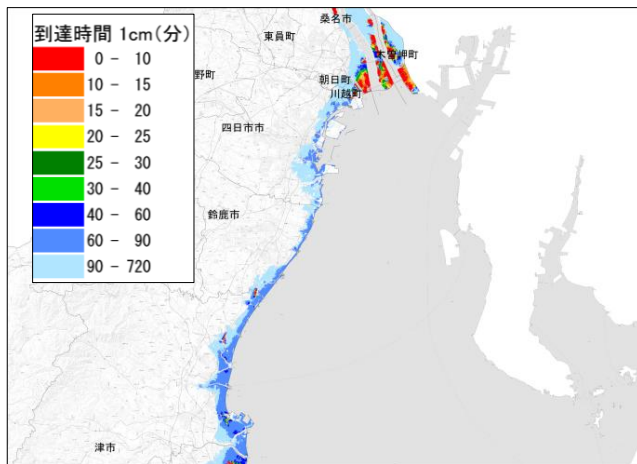 到達時間 1cm(分)
0 - 10
10 - 15
15 - 20
20 - 25
25 - 30
30 - 40
40 - 60
60 - 90
90 - 720
桑名市
東員町
木曽岬町
野町
朝日町
川越町
四日市市
鈴鹿市
津市